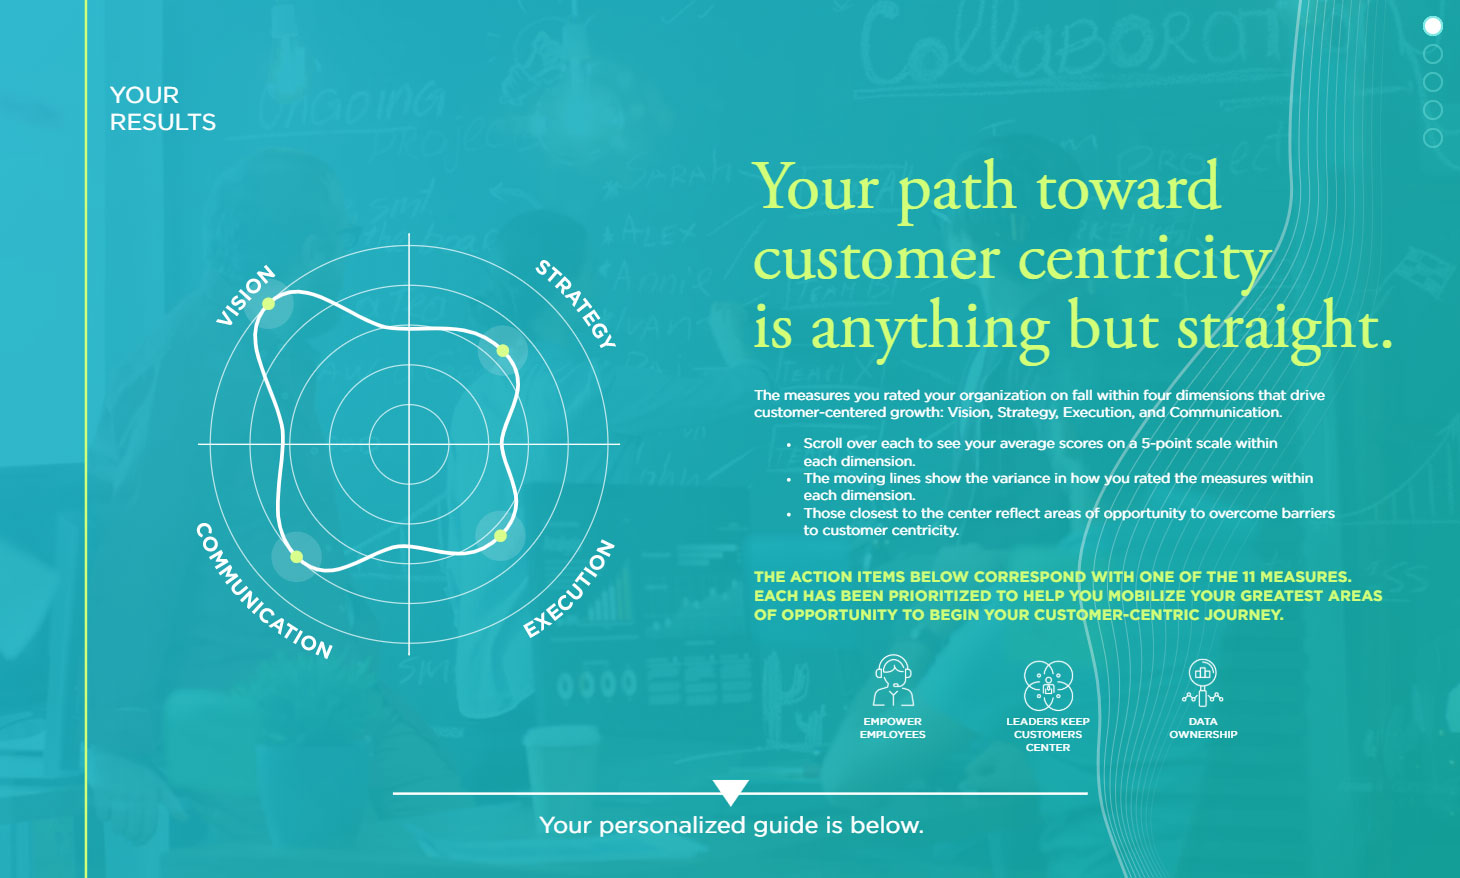 YOUR
RESULTS
Collaborat
ONGOING
PROJECTS
SARAH
ALEX
Your path toward
customer centricity
is anything but straight.
VISION
STRATEGY
COMMUNICATION
EXECUTION
The measures you rated your organization on fall within four dimensions that drive
customer-centered growth: Vision, Strategy, Execution, and Communication.
• Scroll over each to see your average scores on a 5-point scale within
each dimension.
• The moving lines show the variance in how you rated the measures within
each dimension.
• Those closest to the center reflect areas of opportunity to overcome barriers
to customer centricity.
THE ACTION ITEMS BELOW CORRESPOND WITH ONE OF THE 11 MEASURES.
EACH HAS BEEN PRIORITIZED TO HELP YOU MOBILIZE YOUR GREATEST AREAS
OF OPPORTUNITY TO BEGIN YOUR CUSTOMER-CENTRIC JOURNEY.
EMPOWER
EMPLOYEES
LEADERS KEEP
CUSTOMERS
CENTER
DATA
OWNERSHIP
Your personalized guide is below.